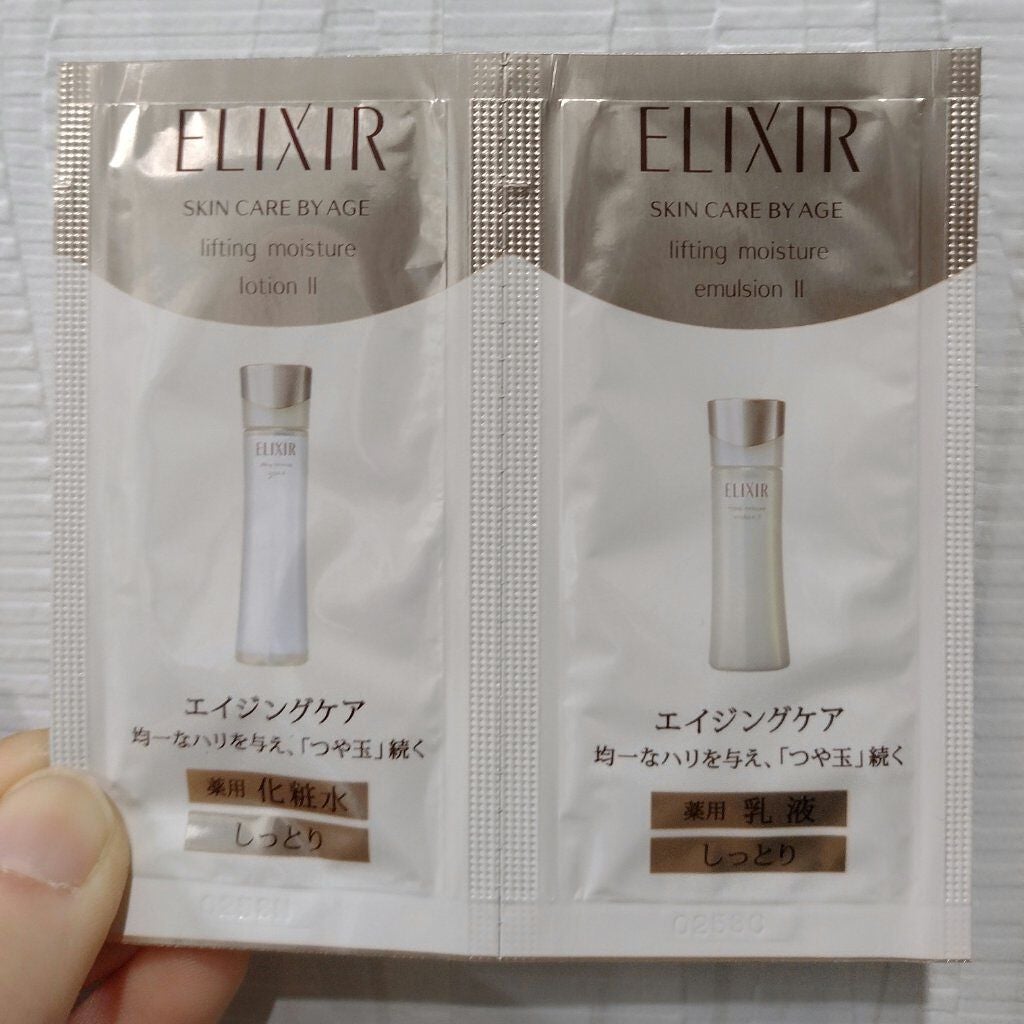 ELIXIR
SKIN CARE BY AGE
lifting moisture
lotion II
ELIXIR
エイジングケア
均一なハリを与え、「つや玉」続く
薬用 化粧水
しっとり
ELIXIR
SKIN CARE BY AGE
lifting moisture
emulsion II
ELIXIR
エイジングケア
均一なハリを与え、「つや玉」続く
薬用 乳液
しっとり